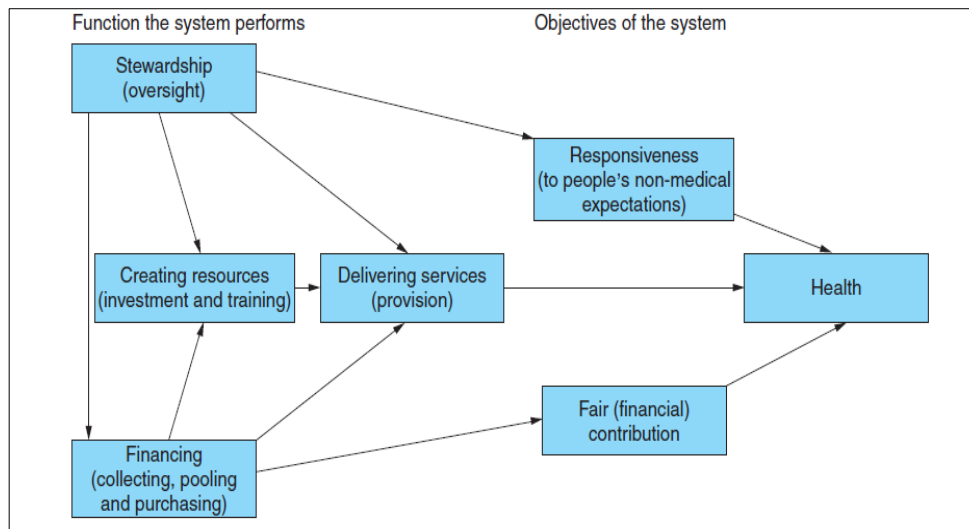 Function the system performs
Objectives of the system
Stewardship
(oversight)
Responsiveness
(to people's non-medical
expectations)
Creating resources
(investment and training)
Delivering services
(provision)
Health
Fair (financial)
contribution
Financing
(collecting, pooling
and purchasing)